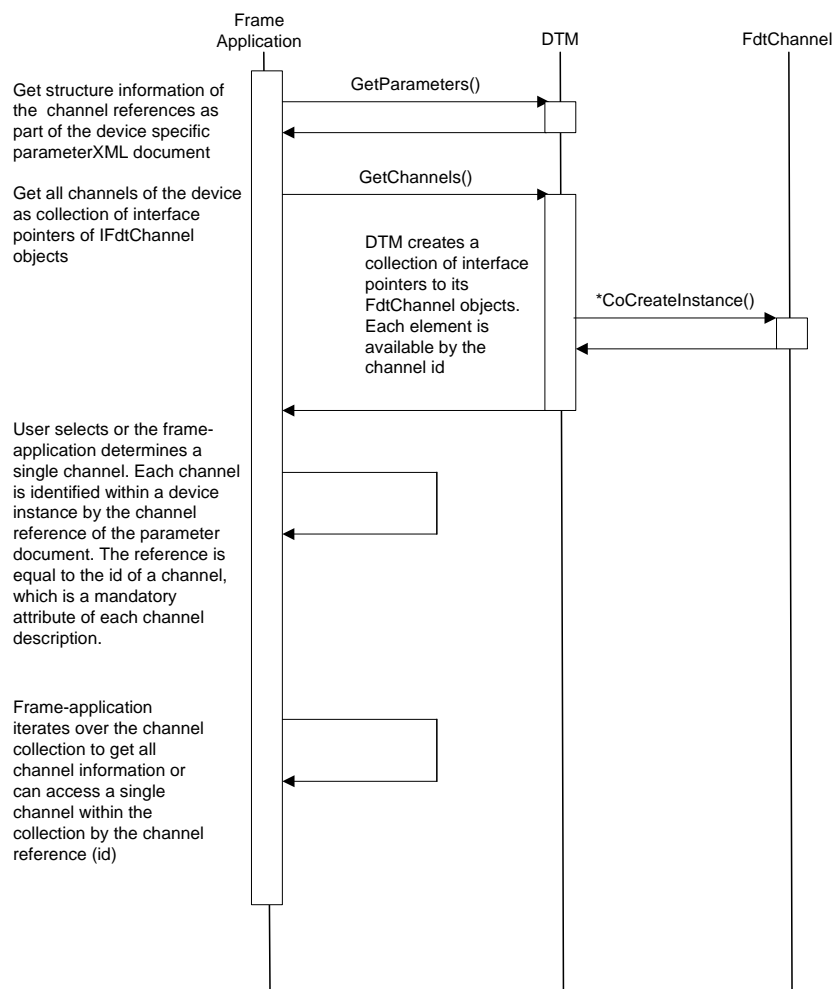 Frame
Application
DTM
FdtChannel
Get structure information of
the channel references as
part of the device specific
parameterXML document
GetParameters()
Get all channels of the device
as collection of interface
pointers of IFdtChannel
objects
GetChannels()
DTM creates a
collection of interface
pointers to its
FdtChannel objects.
Each element is
available by the
channel id
*CoCreateInstance()
User selects or the frame-
application determines a
single channel. Each channel
is identified within a device
instance by the channel
reference of the parameter
document. The reference is
equal to the id of a channel,
which is a mandatory
attribute of each channel
description.
Frame-application
iterates over the channel
collection to get all
channel information or
can access a single
channel within the
collection by the channel
reference (id)